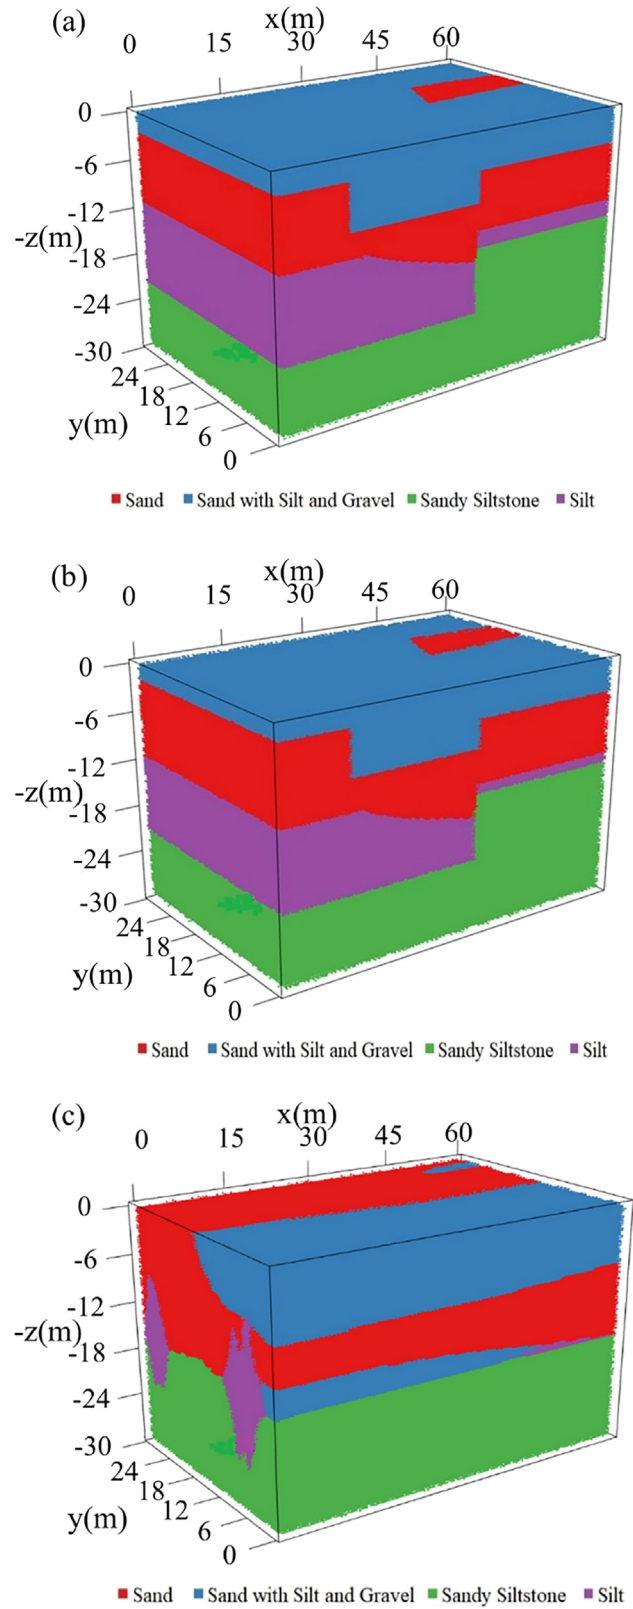 (a)
x(m)
0 15 30 45 60
0
-6
-12
-z(m)
-18
-24
-30
24
18
12
y(m)
6
0
Sand Sand with Silt and Gravel Sandy Siltstone Silt
(b)
x(m)
0 15 30 45 60
0
-6
-12
-z(m)
-18
-24
-30
24
18
12
y(m)
6
0
Sand Sand with Silt and Gravel Sandy Siltstone Silt
(c)
x(m)
0 15 30 45 60
0
-6
-12
-z(m)
-18
-24
-30
24
18
12
y(m)
6
0
Sand Sand with Silt and Gravel Sandy Siltstone Silt